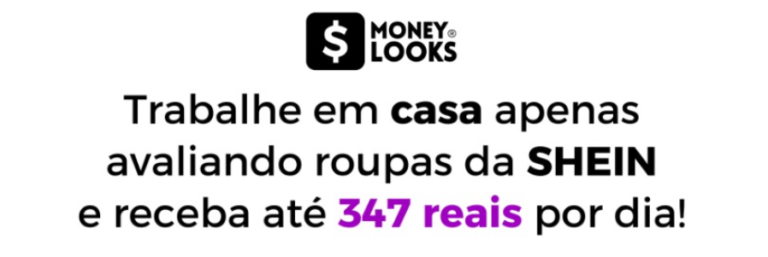 MONEY®
LOOKS
Trabalhe em casa apenas
avaliando roupas da SHEIN
e receba até 347 reais por dia!